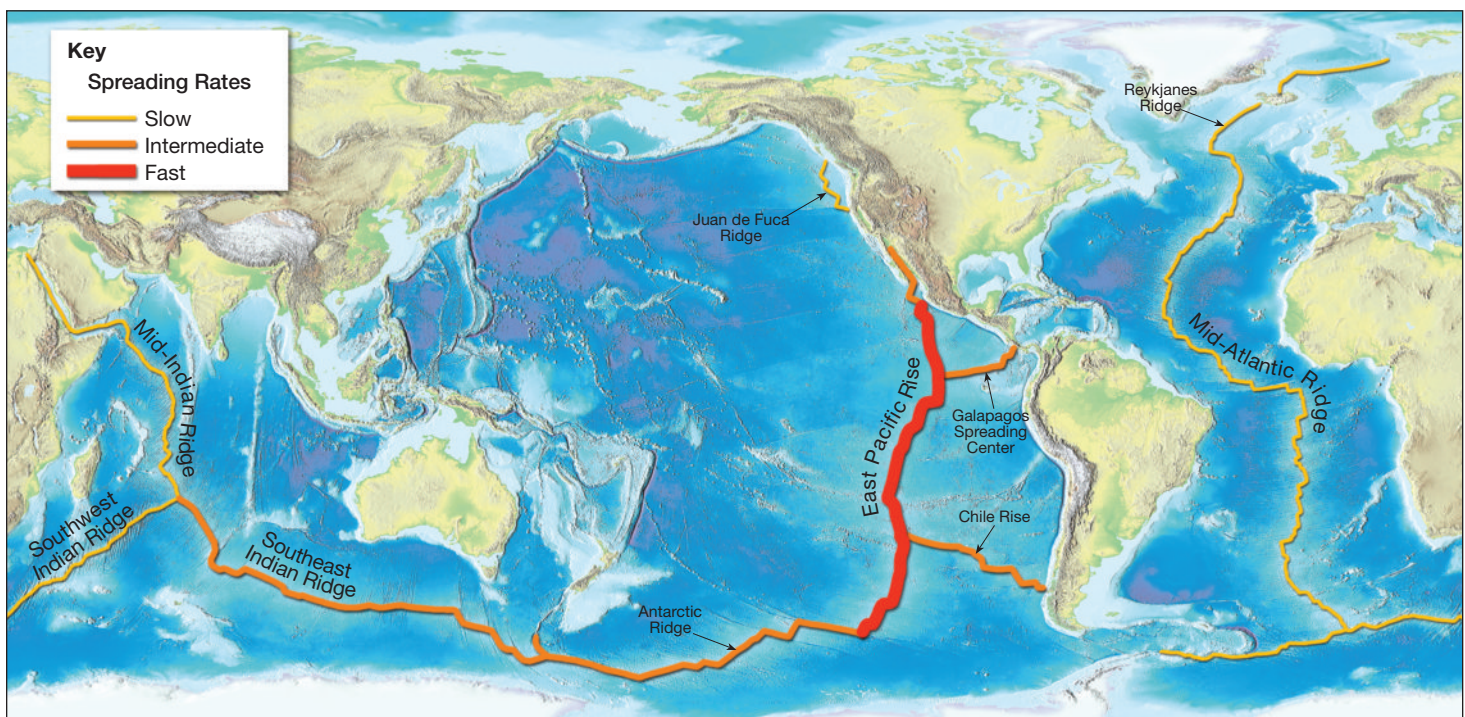 Key
Spreading Rates
Slow
Intermediate
Fast
Reykjanes
Ridge
Juan de Fuca
Ridge
Mid-Indian Ridge
Mid-Atlantic Ridge
East Pacific Rise
Galapagos
Spreading
Center
Southwest
Indian Ridge
Southeast
Indian Ridge
Chile Rise
Antarctic
Ridge